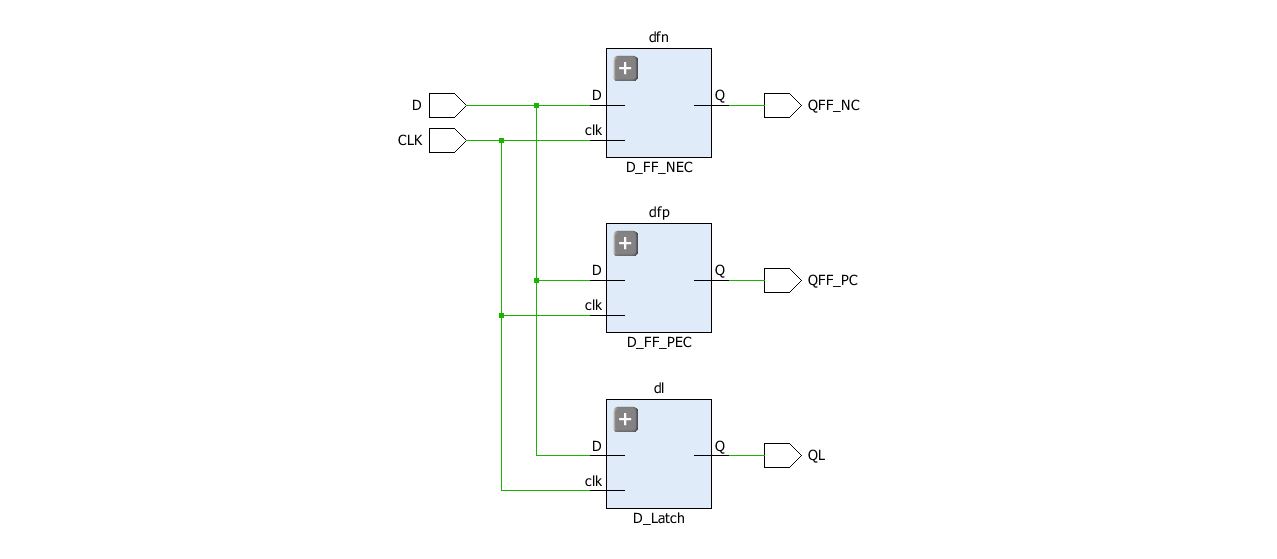 dfn
D
D
Q
QFF_NC
CLK
clk
D_FF_NEC
dfp
D
Q
QFF_PC
clk
D_FF_PEC
dl
D
Q
QL
clk
D_Latch